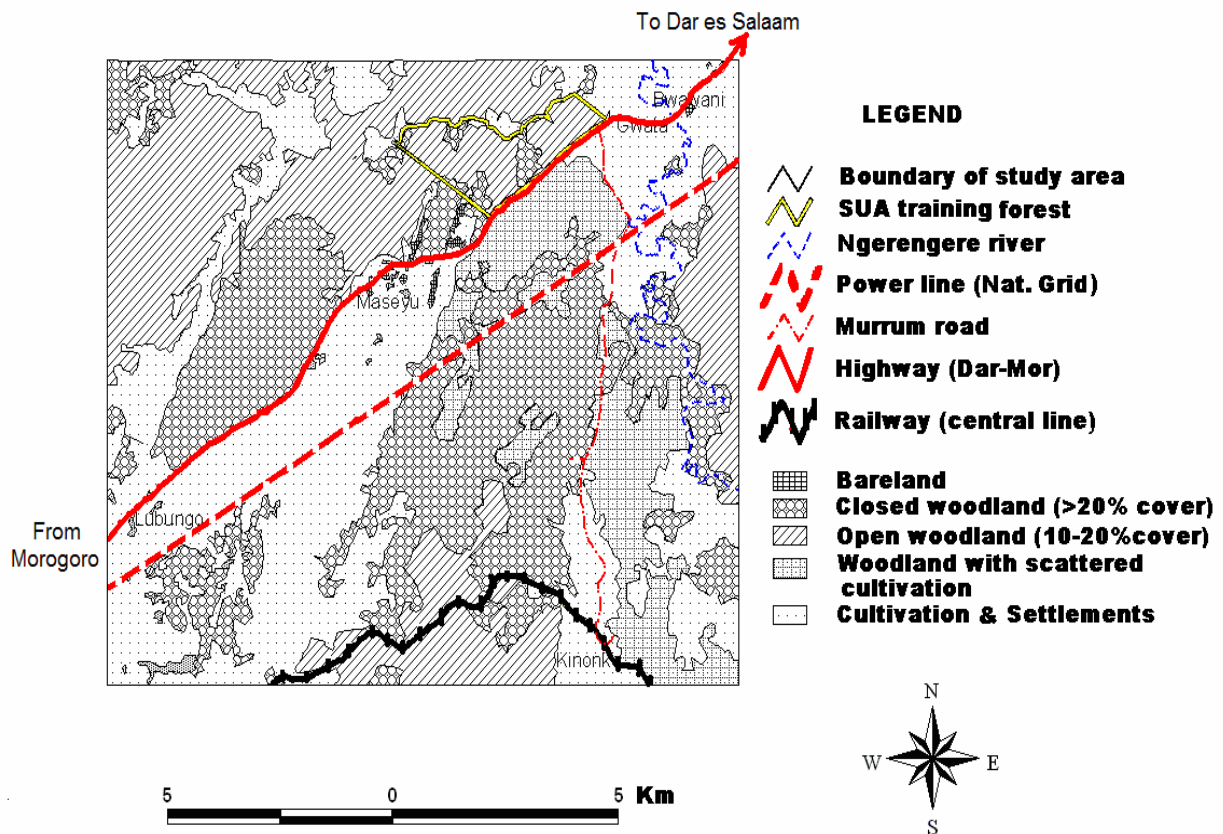 To Dar es Salaam
Bwawani
Gwata
Maseyu
Lubungo
From
Morogoro
Kinonk
LEGEND
Boundary of study area
SUA training forest
Ngerengere river
Power line (Nat. Grid)
Murrum road
Highway (Dar-Mor)
Railway (central line)
Bareland
Closed woodland (>20% cover)
Open woodland (10-20%cover)
Woodland with scattered
cultivation
Cultivation & Settlements
N
W E
S
5 0 5 Km